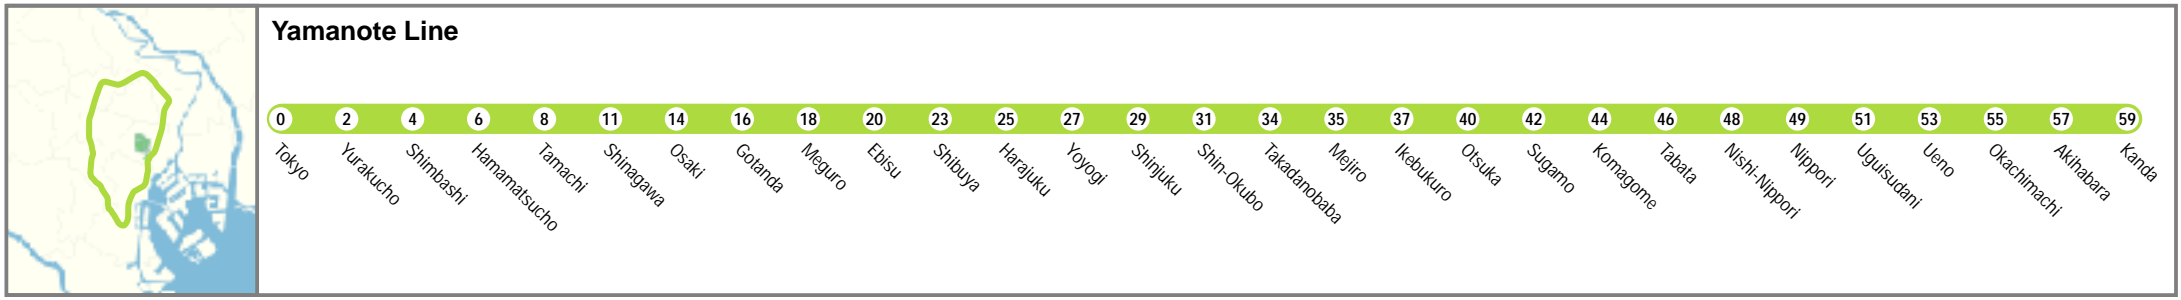 Yamanote Line
0 2 4 6 8 11 14 16 18 20 23 25 27 29 31 34 35 37 40 42 44 46 48 49 51 53 55 57 59
Tokyo Yurakucho Shimbashi Hamamatsucho Tamachi Shinagawa Osaki Gotanda Meguro Ebisu Shibuya Harajuku Yoyogi Shinjuku Shin-Okubo Takadanobaba Mejiro Ikebukuro Otsuka Sugamo Komagome Tabata Nishi-Nippori Nippori Uguisudani Ueno Okachimachi Akihabara Kanda